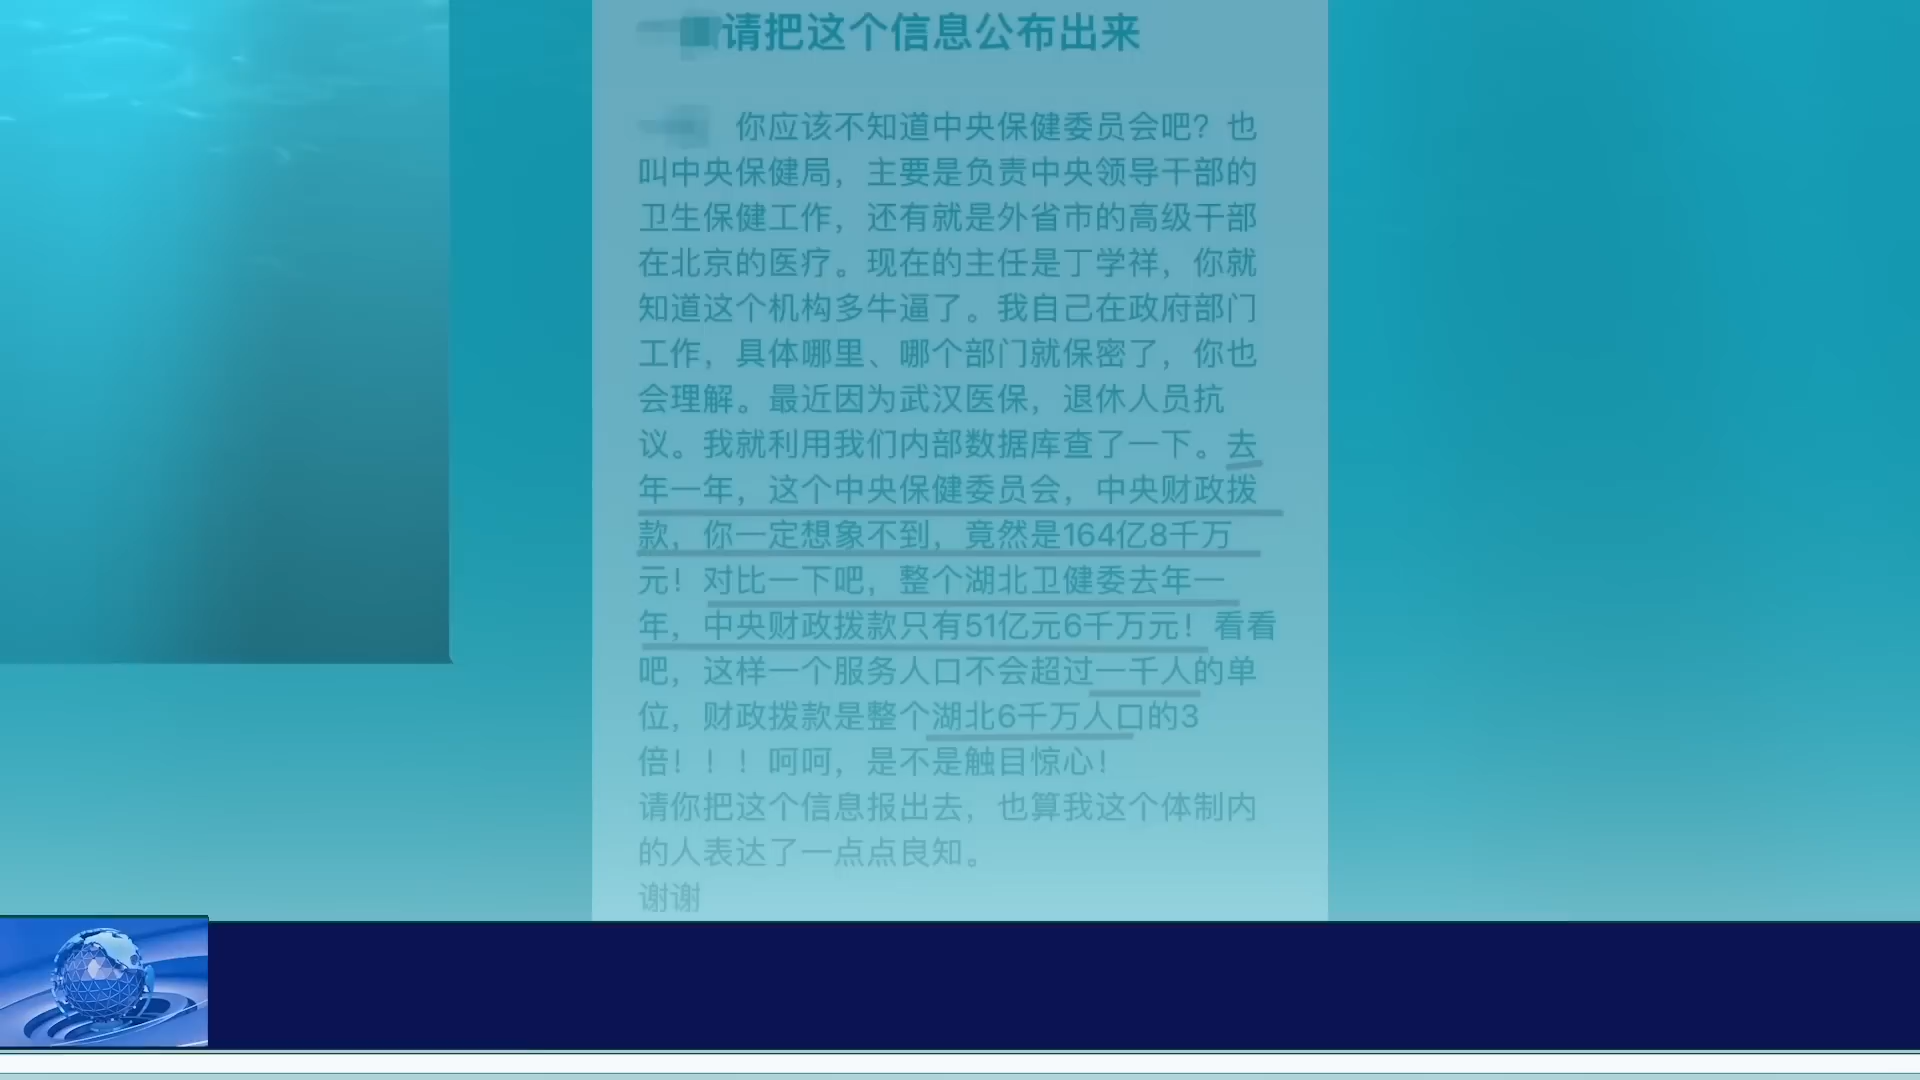 请把这个信息公布出来
你应该不知道中央保健委员会吧？也
叫中央保健局，主要是负责中央领导干部的
卫生保健工作，还有就是外省市的高级干部
在北京的医疗。现在的主任是丁学祥，你就
知道这个机构多牛逼了。我自己在政府部门
工作，具体哪里、哪个部门就保密了，你也
会理解。最近因为武汉医保，退休人员抗
议。我就利用我们内部数据库查了一下。去
年一年，这个中央保健委员会，中央财政拨
款，你一定想象不到，竟然是164亿8千万
元！对比一下吧，整个湖北卫健委去年一
年，中央财政拨款只有51亿元6千万元！看看
吧，这样一个服务人口不会超过一千人的单
位，财政拨款是整个湖北6千万人口的3
倍！！！呵呵，是不是触目惊心！
请你把这个信息报出去，也算我这个体制内
的人表达了一点点良知。
谢谢